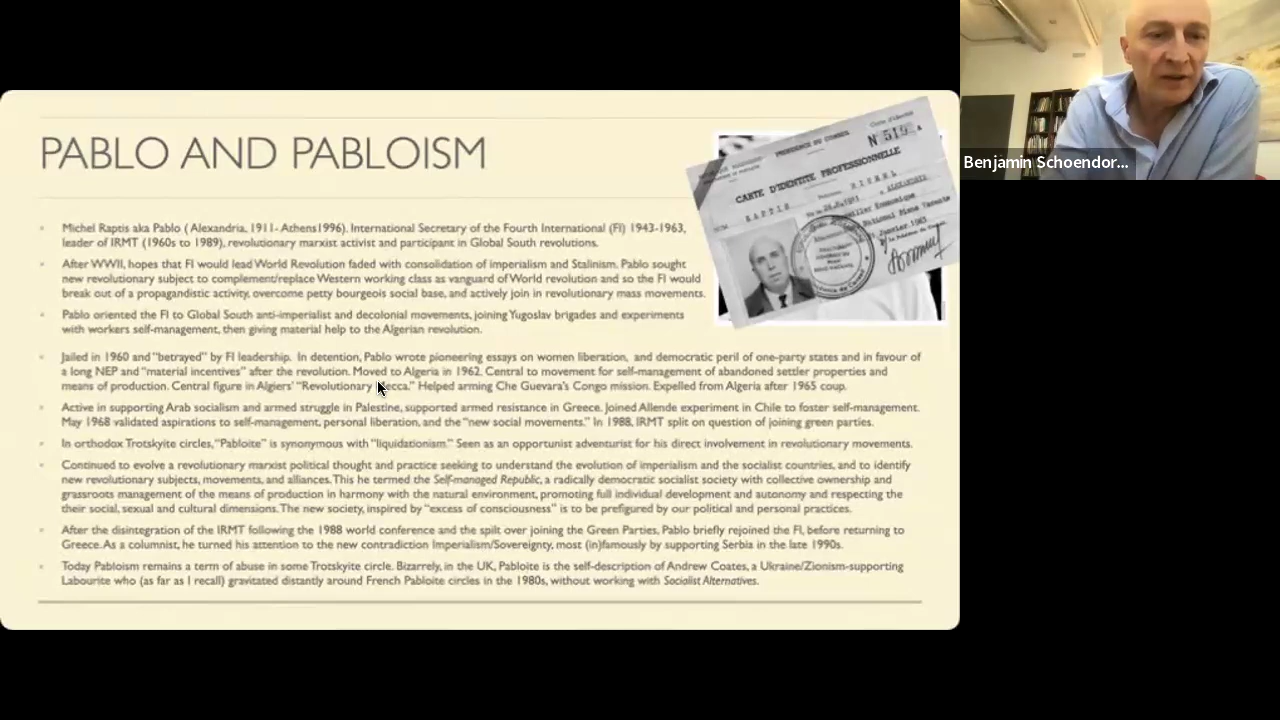 PABLO AND PABLOISM
Michel Raptis aka Pablo ( Alexandria, 1911- Athens1996). International Secretary of the Fourth International (FI) 1943-1963,
leader of IRMT (1960s to 1989), revolutionary marxist activist and participant in Global South revolutions.
After WWII, hopes that FI would lead World Revolution faded with consolidation of imperialism and Stalinism. Pablo sought
new revolutionary subject to complement/replace Western working class as vanguard of World revolution and so the FI would
break out of a propagandistic activity, overcome petty bourgeois social base, and actively join in revolutionary mass movements.
Pablo oriented the FI to Global South anti-imperialist and decolonial movements, joining Yugoslav brigades and experiments
with workers self-management, then giving material help to the Algerian revolution.
Jailed in 1960 and “betrayed” by FI leadership. In detention, Pablo wrote pioneering essays on women liberation, and democratic peril of one-party states and in favour of
a long NEP and “material incentives” after the revolution. Moved to Algeria in 1962. Central to movement for self-management of abandoned settler properties and
means of production. Central figure in Algiers’ “Revolutionary Mecca.” Helped arming Che Guevara’s Congo mission. Expelled from Algeria after 1965 coup.
Active in supporting Arab socialism and armed struggle in Palestine, supported armed resistance in Greece. Joined Allende experiment in Chile to foster self-management.
May 1968 validated aspirations to self-management, personal liberation, and the “new social movements.” In 1988, IRMT split on question of joining green parties.
In orthodox Trotskyite circles, “Pabloite” is synonymous with “liquidationism.” Seen as an opportunist adventurist for his direct involvement in revolutionary movements.
Continued to evolve a revolutionary marxist political thought and practice seeking to understand the evolution of imperialism and the socialist countries, and to identify
new revolutionary subjects, movements, and alliances. This he termed the Self-managed Republic, a radically democratic socialist society with collective ownership and
grassroots management of the means of production in harmony with the natural environment, promoting full individual development and autonomy and respecting the
their social, sexual and cultural dimensions. The new society, inspired by “excess of consciousness” is to be prefigured by our political and personal practices.
After the disintegration of the IRMT following the 1988 world conference and the spilt over joining the Green Parties, Pablo briefly rejoined the FI, before returning to
Greece. As a columnist, he turned his attention to the new contradiction Imperialism/Sovereignty, most (in)famously by supporting Serbia in the late 1990s.
Today Pabloism remains a term of abuse in some Trotskyite circle. Bizarrely, in the UK, Pabloite is the self-description of Andrew Coates, a Ukraine/Zionism-supporting
Labourite who (as far as I recall) gravitated distantly around French Pabloite circles in the 1980s, without working with Socialist Alternatives.
PRESIDENCE DU CONSEIL
Carte d'identité
N° 519
CARTE D'IDENTITÉ PROFESSIONNELLE
RAPTIS
Benjamin Schoendor...